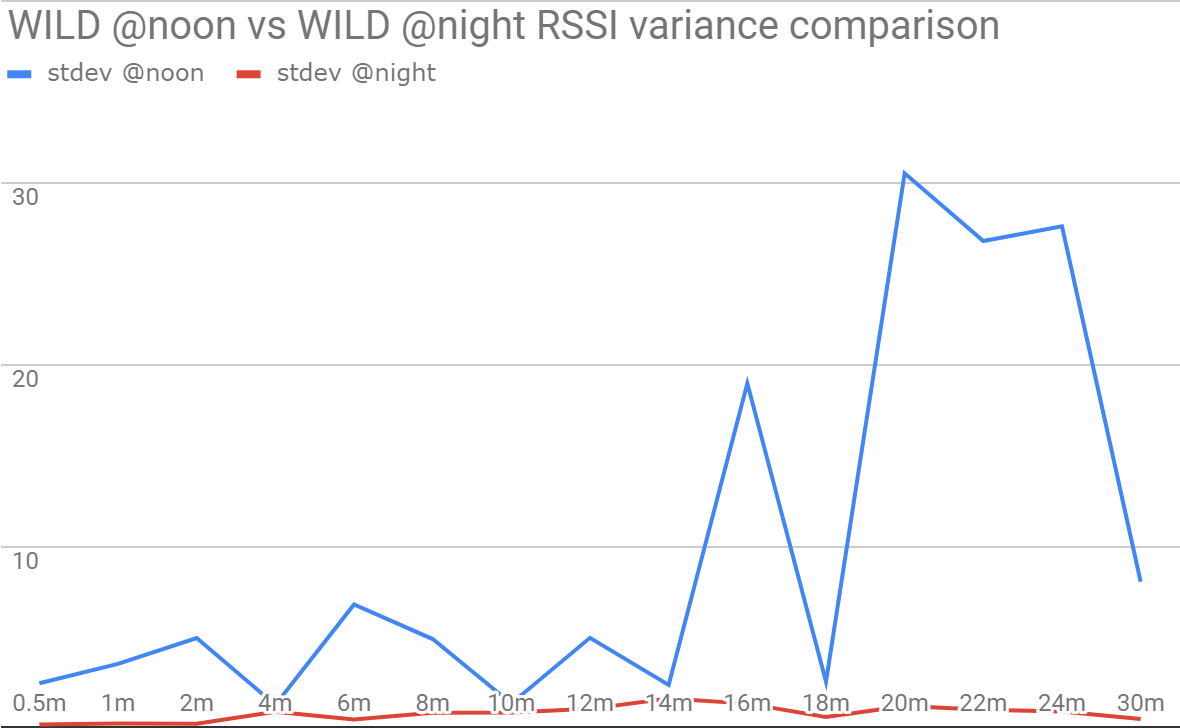 WILD @noon vs WILD @night RSSI variance comparison
stdev @noon stdev @night
30
20
10
0.5m 1m 2m 4m 6m 8m 10m 12m 14m 16m 18m 20m 22m 24m 30m